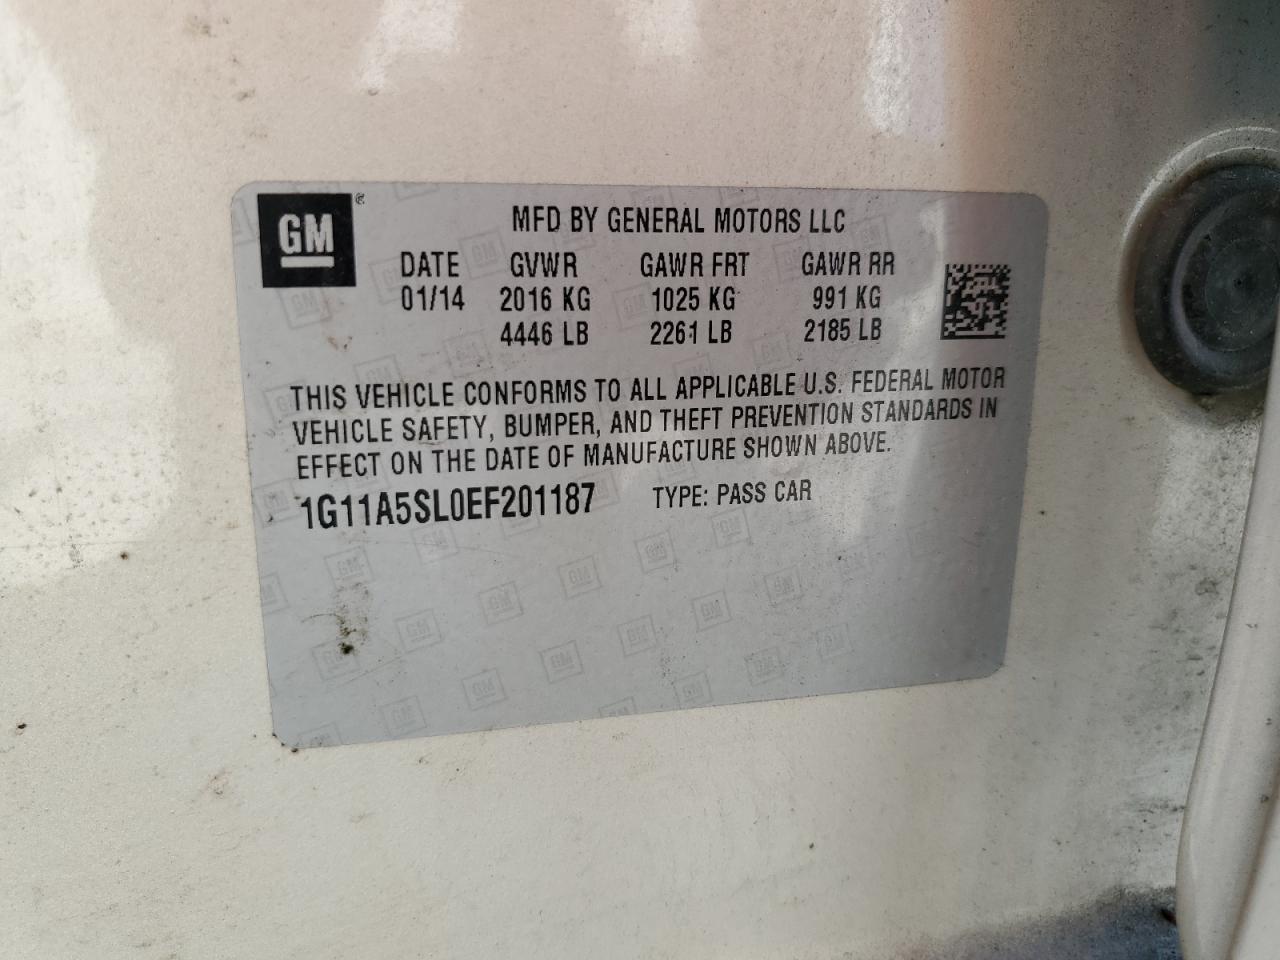 GM®
MFD BY GENERAL MOTORS LLC
DATE GVWR GAWR FRT GAWR RR
01/14 2016 KG 1025 KG 991 KG
4446 LB 2261 LB 2185 LB
THIS VEHICLE CONFORMS TO ALL APPLICABLE U.S. FEDERAL MOTOR
VEHICLE SAFETY, BUMPER, AND THEFT PREVENTION STANDARDS IN
EFFECT ON THE DATE OF MANUFACTURE SHOWN ABOVE.
1G11A5SL0EF201187 TYPE: PASS CAR